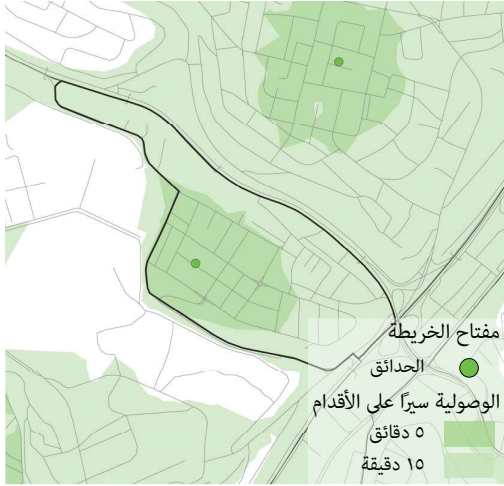 مفتاح الخريطة
الحدائق
الوصولية سيرًا على الأقدام
٥ دقائق
١٥ دقيقة